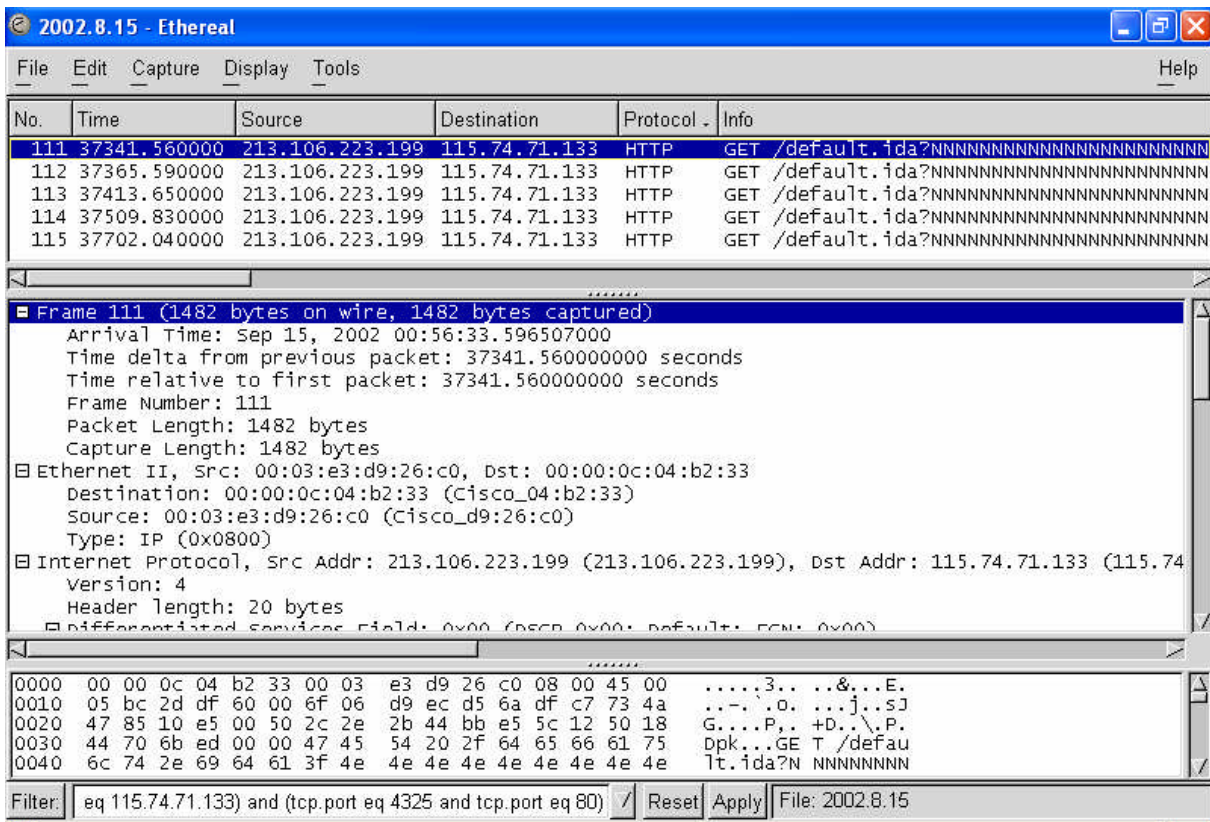 2002.8.15 - Ethereal
File Edit Capture Display Tools Help
No. Time Source Destination Protocol Info
111 37341.560000 213.106.223.199 115.74.71.133 HTTP GET /default.ida?NNNNNNNNNNNNNNNNNNNNNNNN
112 37365.590000 213.106.223.199 115.74.71.133 HTTP GET /default.ida?NNNNNNNNNNNNNNNNNNNNNNNN
113 37413.650000 213.106.223.199 115.74.71.133 HTTP GET /default.ida?NNNNNNNNNNNNNNNNNNNNNNNN
114 37509.830000 213.106.223.199 115.74.71.133 HTTP GET /default.ida?NNNNNNNNNNNNNNNNNNNNNNNN
115 37702.040000 213.106.223.199 115.74.71.133 HTTP GET /default.ida?NNNNNNNNNNNNNNNNNNNNNNNN
Frame 111 (1482 bytes on wire, 1482 bytes captured)
Arrival Time: Sep 15, 2002 00:56:33.596507000
Time delta from previous packet: 37341.560000000 seconds
Time relative to first packet: 37341.560000000 seconds
Frame Number: 111
Packet Length: 1482 bytes
Capture Length: 1482 bytes
Ethernet II, Src: 00:03:e3:d9:26:c0, Dst: 00:00:0c:04:b2:33
Destination: 00:00:0c:04:b2:33 (Cisco_04:b2:33)
Source: 00:03:e3:d9:26:c0 (Cisco_d9:26:c0)
Type: IP (0x0800)
Internet Protocol, Src Addr: 213.106.223.199 (213.106.223.199), Dst Addr: 115.74.71.133 (115.74
Version: 4
Header length: 20 bytes
Differentiated Services Field: 0x00 (DSCP 0x00: Default; ECN: 0x00)
0000 00 00 0c 04 b2 33 00 03 e3 d9 26 c0 08 00 45 00 .....3.. ..&...E.
0010 05 bc 2d df 60 00 6f 06 d9 ec d5 6a df c7 73 4a ..-.`.o. ...j..sJ
0020 47 85 10 e5 00 50 2c 2e 2b 44 bb e5 5c 12 50 18 G....P,. +D..\.P.
0030 44 70 6b ed 00 00 47 45 54 20 2f 64 65 66 61 75 Dpk...GE T /defau
0040 6c 74 2e 69 64 61 3f 4e 4e 4e 4e 4e 4e 4e 4e 4e lt.ida?N NNNNNNNN
Filter: eq 115.74.71.133) and (tcp.port eq 4325 and tcp.port eq 80) Reset Apply File: 2002.8.15